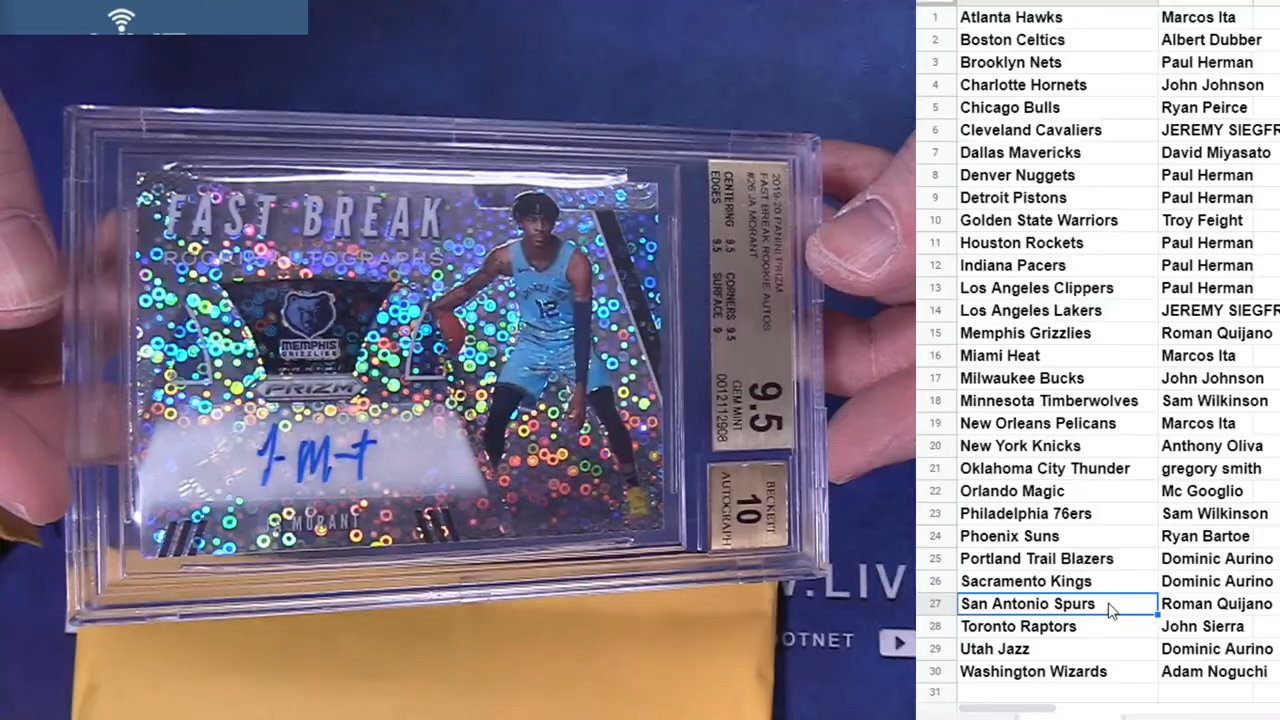 FAST BREAK
ROOKIE AUTOGRAPHS
MEMPHIS
GRIZZLIES
PRIZM
JA MORANT
12
2019-20 PANINI PRIZM
FAST BREAK ROOKIE AUTOS
#26 JA MORANT
CENTERING 9.5 CORNERS 9.5
EDGES 9.5 SURFACE 9
9.5
GEM MINT
0012112908
BECKETT
10
AUTOGRAPH
OTNET
1 Atlanta Hawks Marcos Ita
2 Boston Celtics Albert Dubber
3 Brooklyn Nets Paul Herman
4 Charlotte Hornets John Johnson
5 Chicago Bulls Ryan Peirce
6 Cleveland Cavaliers JEREMY SIEGFR
7 Dallas Mavericks David Miyasato
8 Denver Nuggets Paul Herman
9 Detroit Pistons Paul Herman
10 Golden State Warriors Troy Feight
11 Houston Rockets Paul Herman
12 Indiana Pacers Paul Herman
13 Los Angeles Clippers Paul Herman
14 Los Angeles Lakers JEREMY SIEGFR
15 Memphis Grizzlies Roman Quijano
16 Miami Heat Marcos Ita
17 Milwaukee Bucks John Johnson
18 Minnesota Timberwolves Sam Wilkinson
19 New Orleans Pelicans Marcos Ita
20 New York Knicks Anthony Oliva
21 Oklahoma City Thunder gregory smith
22 Orlando Magic Mc Googlio
23 Philadelphia 76ers Sam Wilkinson
24 Phoenix Suns Ryan Bartoe
25 Portland Trail Blazers Dominic Aurino
26 Sacramento Kings Dominic Aurino
27 San Antonio Spurs Roman Quijano
28 Toronto Raptors John Sierra
29 Utah Jazz Dominic Aurino
30 Washington Wizards Adam Noguchi
31